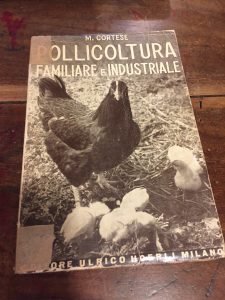 M. CORTESE
POLLICOLTURA
FAMILIARE E INDUSTRIALE
ORE ULRICO HOEPLI MILANO